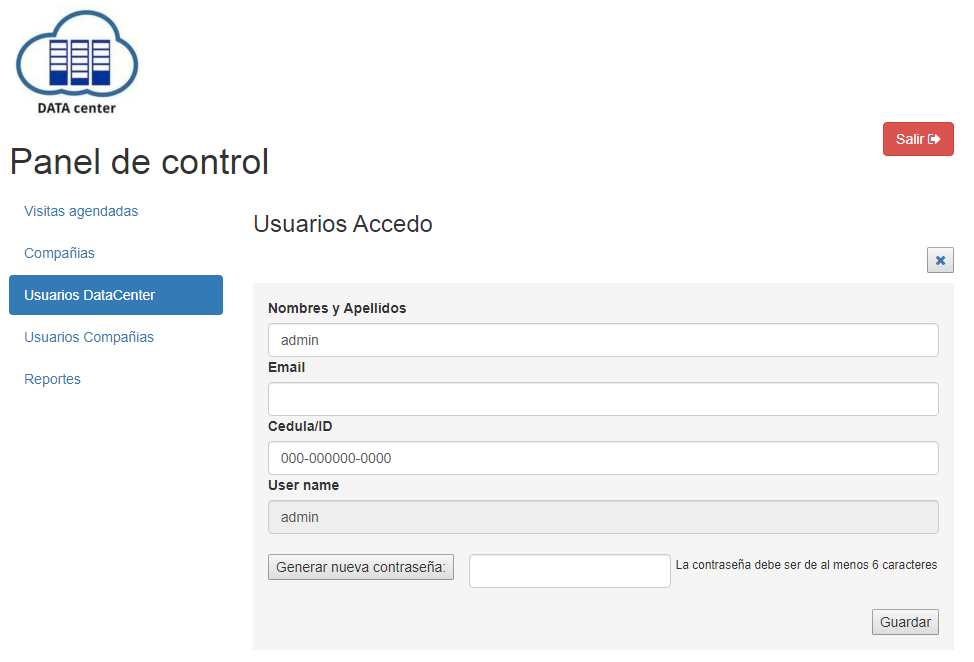 DATA center
Salir
Panel de control
Visitas agendadas
Compañias
Usuarios DataCenter
Usuarios Compañias
Reportes
Usuarios Accedo
Nombres y Apellidos
admin
Email
Cedula/ID
000-000000-0000
User name
admin
Generar nueva contraseña:
La contraseña debe ser de al menos 6 caracteres
Guardar